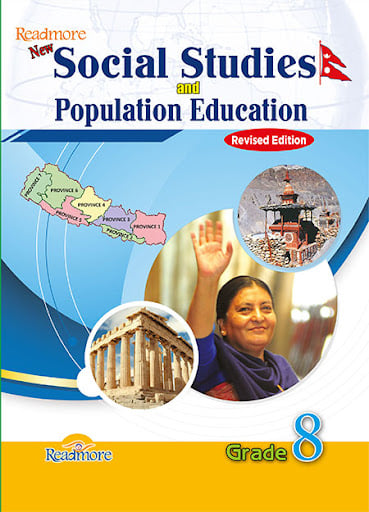 Readmore
New
Social Studies
and
Population Education
Revised Edition
PROVINCE 7
PROVINCE 6
PROVINCE 5
PROVINCE 4
PROVINCE 3
PROVINCE 2
PROVINCE 1
Readmore
Grade 8